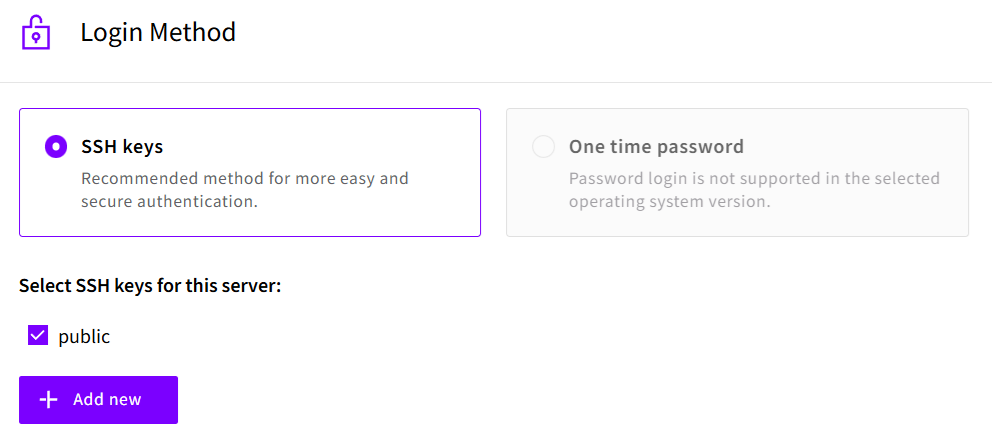 Login Method
SSH keys
Recommended method for more easy and
secure authentication.
One time password
Password login is not supported in the selected
operating system version.
Select SSH keys for this server:
public
Add new